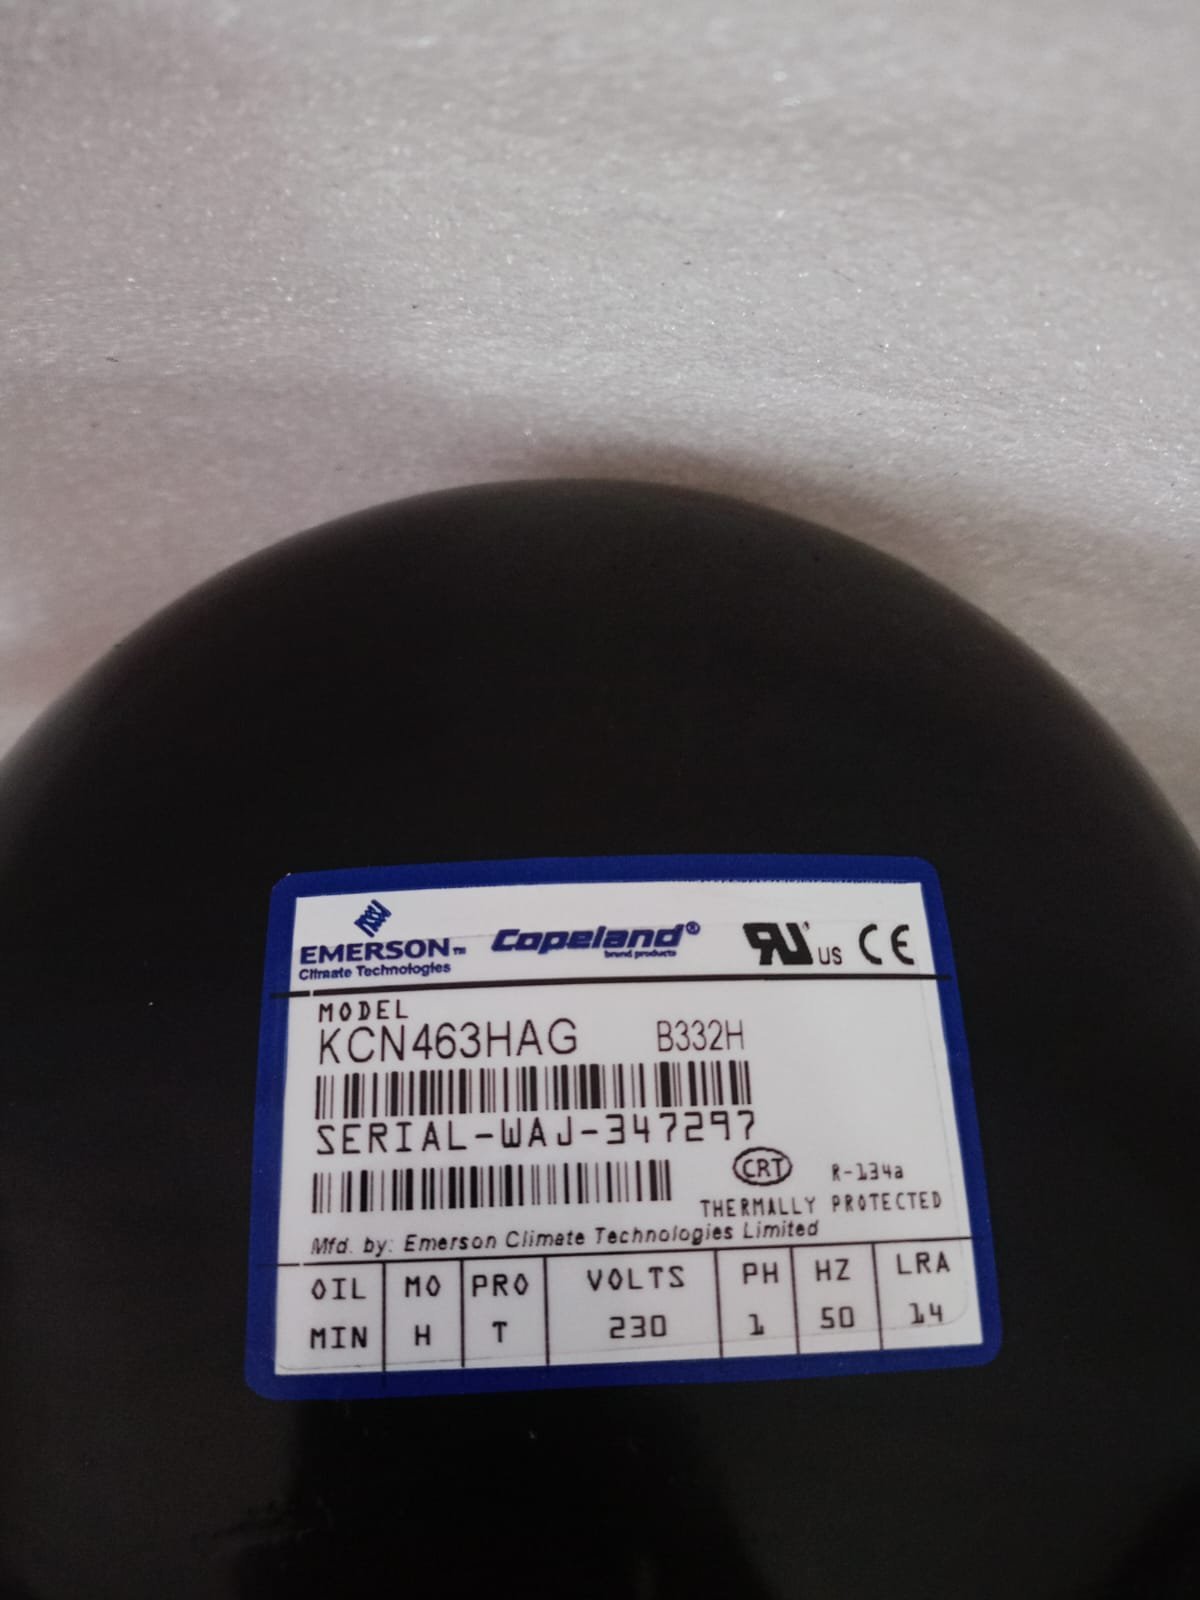 EMERSON™ Copeland® US CE
Climate Technologies brand products
MODEL
KCN463HAG B332H
SERIAL-WAJ-347297
CRT R-134a
THERMALLY PROTECTED
Mfd. by: Emerson Climate Technologies Limited
OIL MO PRO VOLTS PH HZ LRA
MIN H T 230 1 50 14